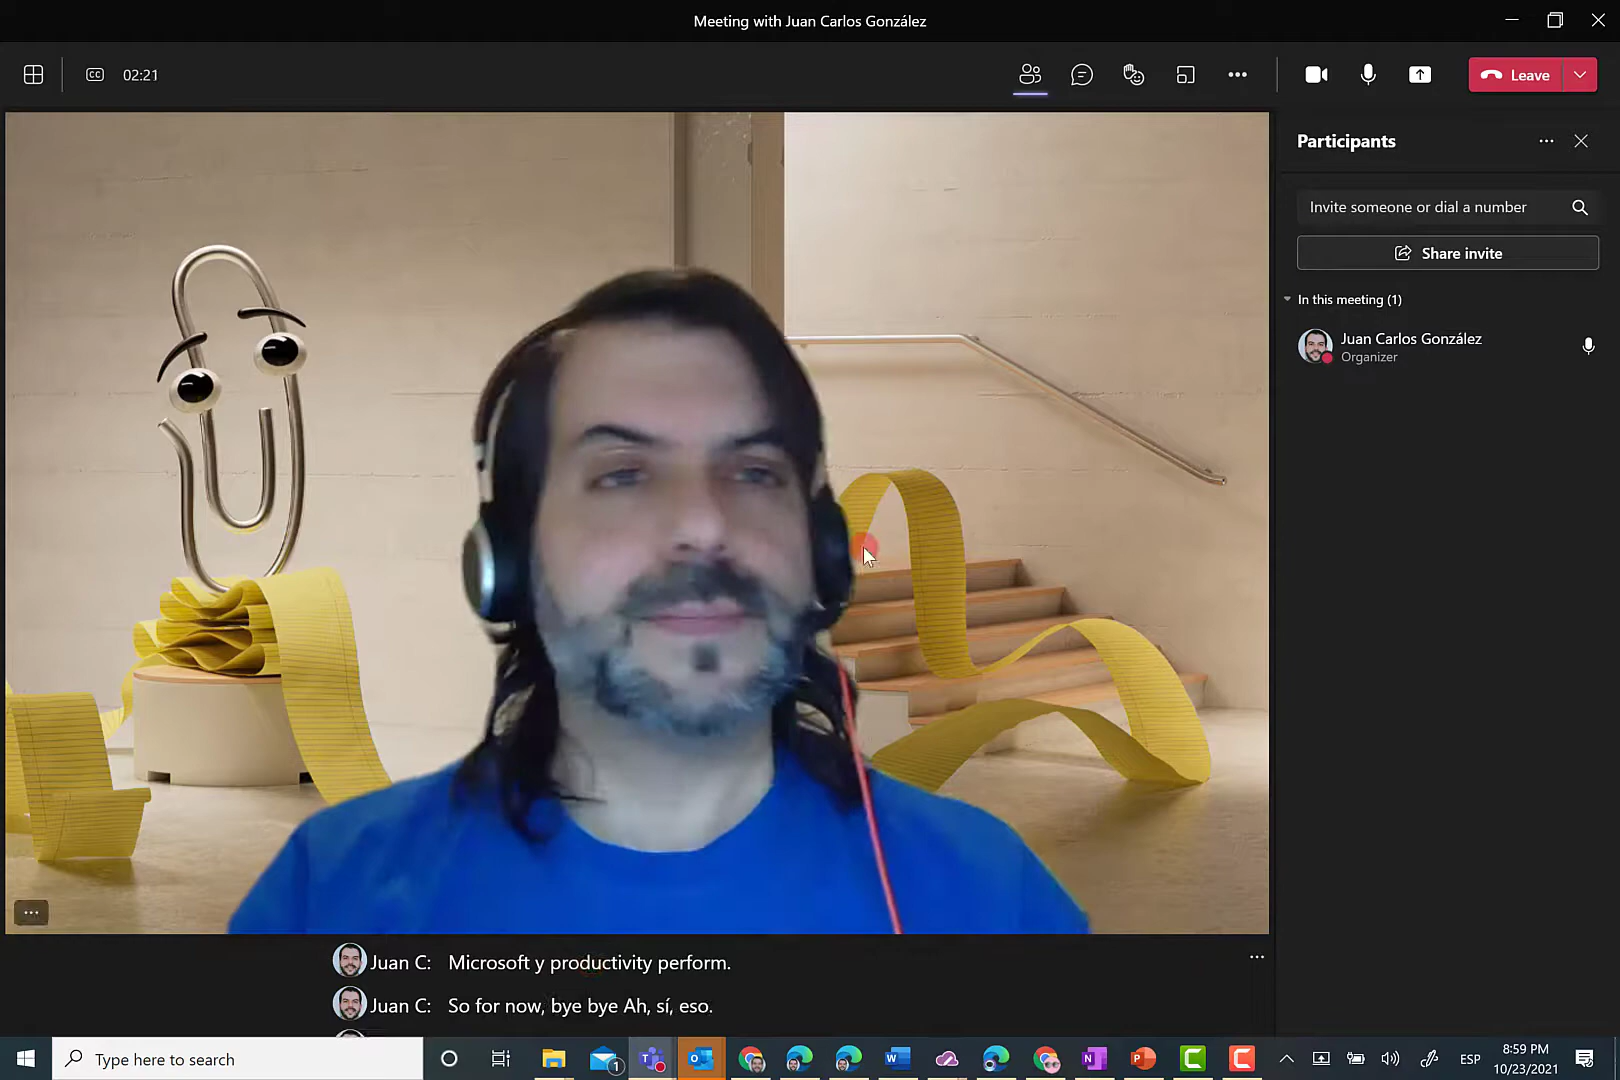 Meeting with Juan Carlos González
CC 02:21
Leave
Participants
Invite someone or dial a number
Share invite
In this meeting (1)
Juan Carlos González
Organizer
Juan C: Microsoft y productivity perform.
Juan C: So for now, bye bye Ah, sí, eso.
Type here to search
1
ESP
8:59 PM
10/23/2021